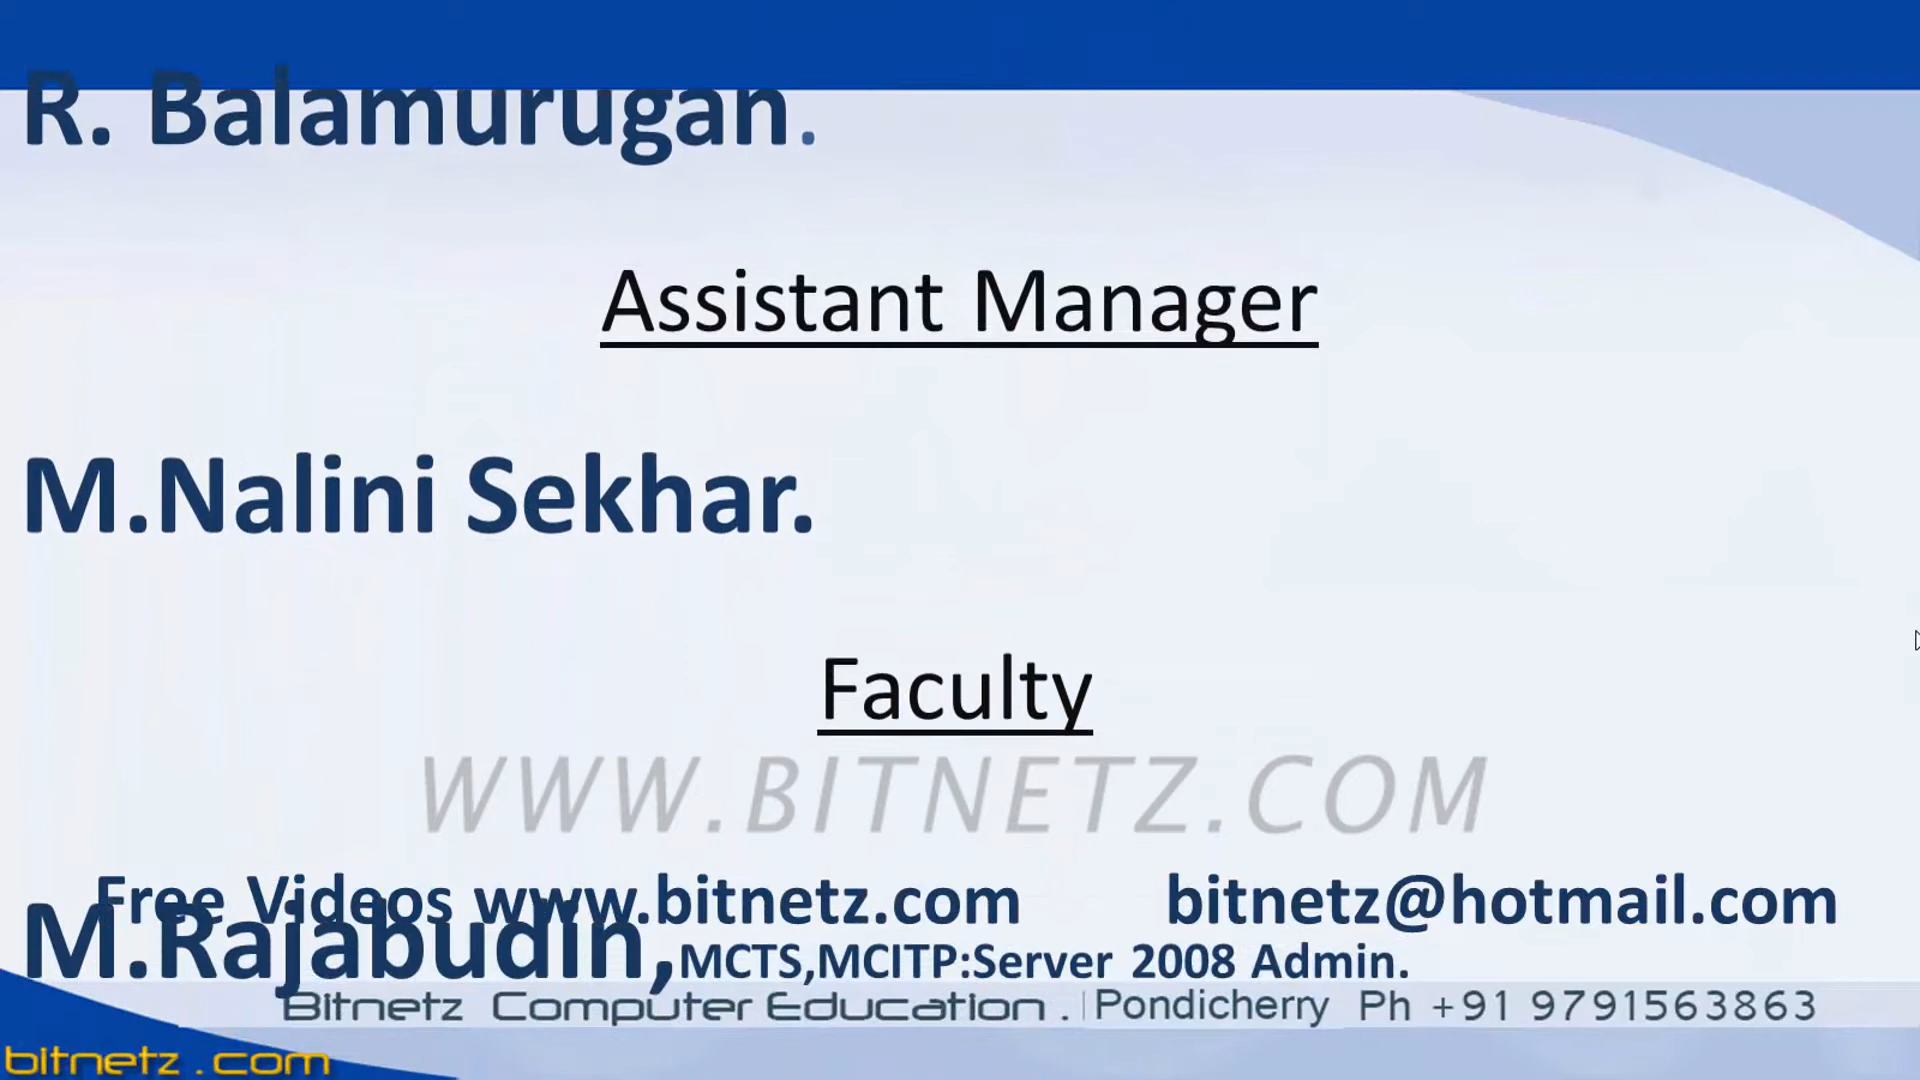 R. Balamurugan.
Assistant Manager
M.Nalini Sekhar.
Faculty
WWW.BITNETZ.COM
Free Videos www.bitnetz.com bitnetz@hotmail.com
M.Rajabudin,MCTS,MCITP:Server 2008 Admin.
Bitnetz Computer Education . Pondicherry Ph +91 9791563863
bitnetz.com